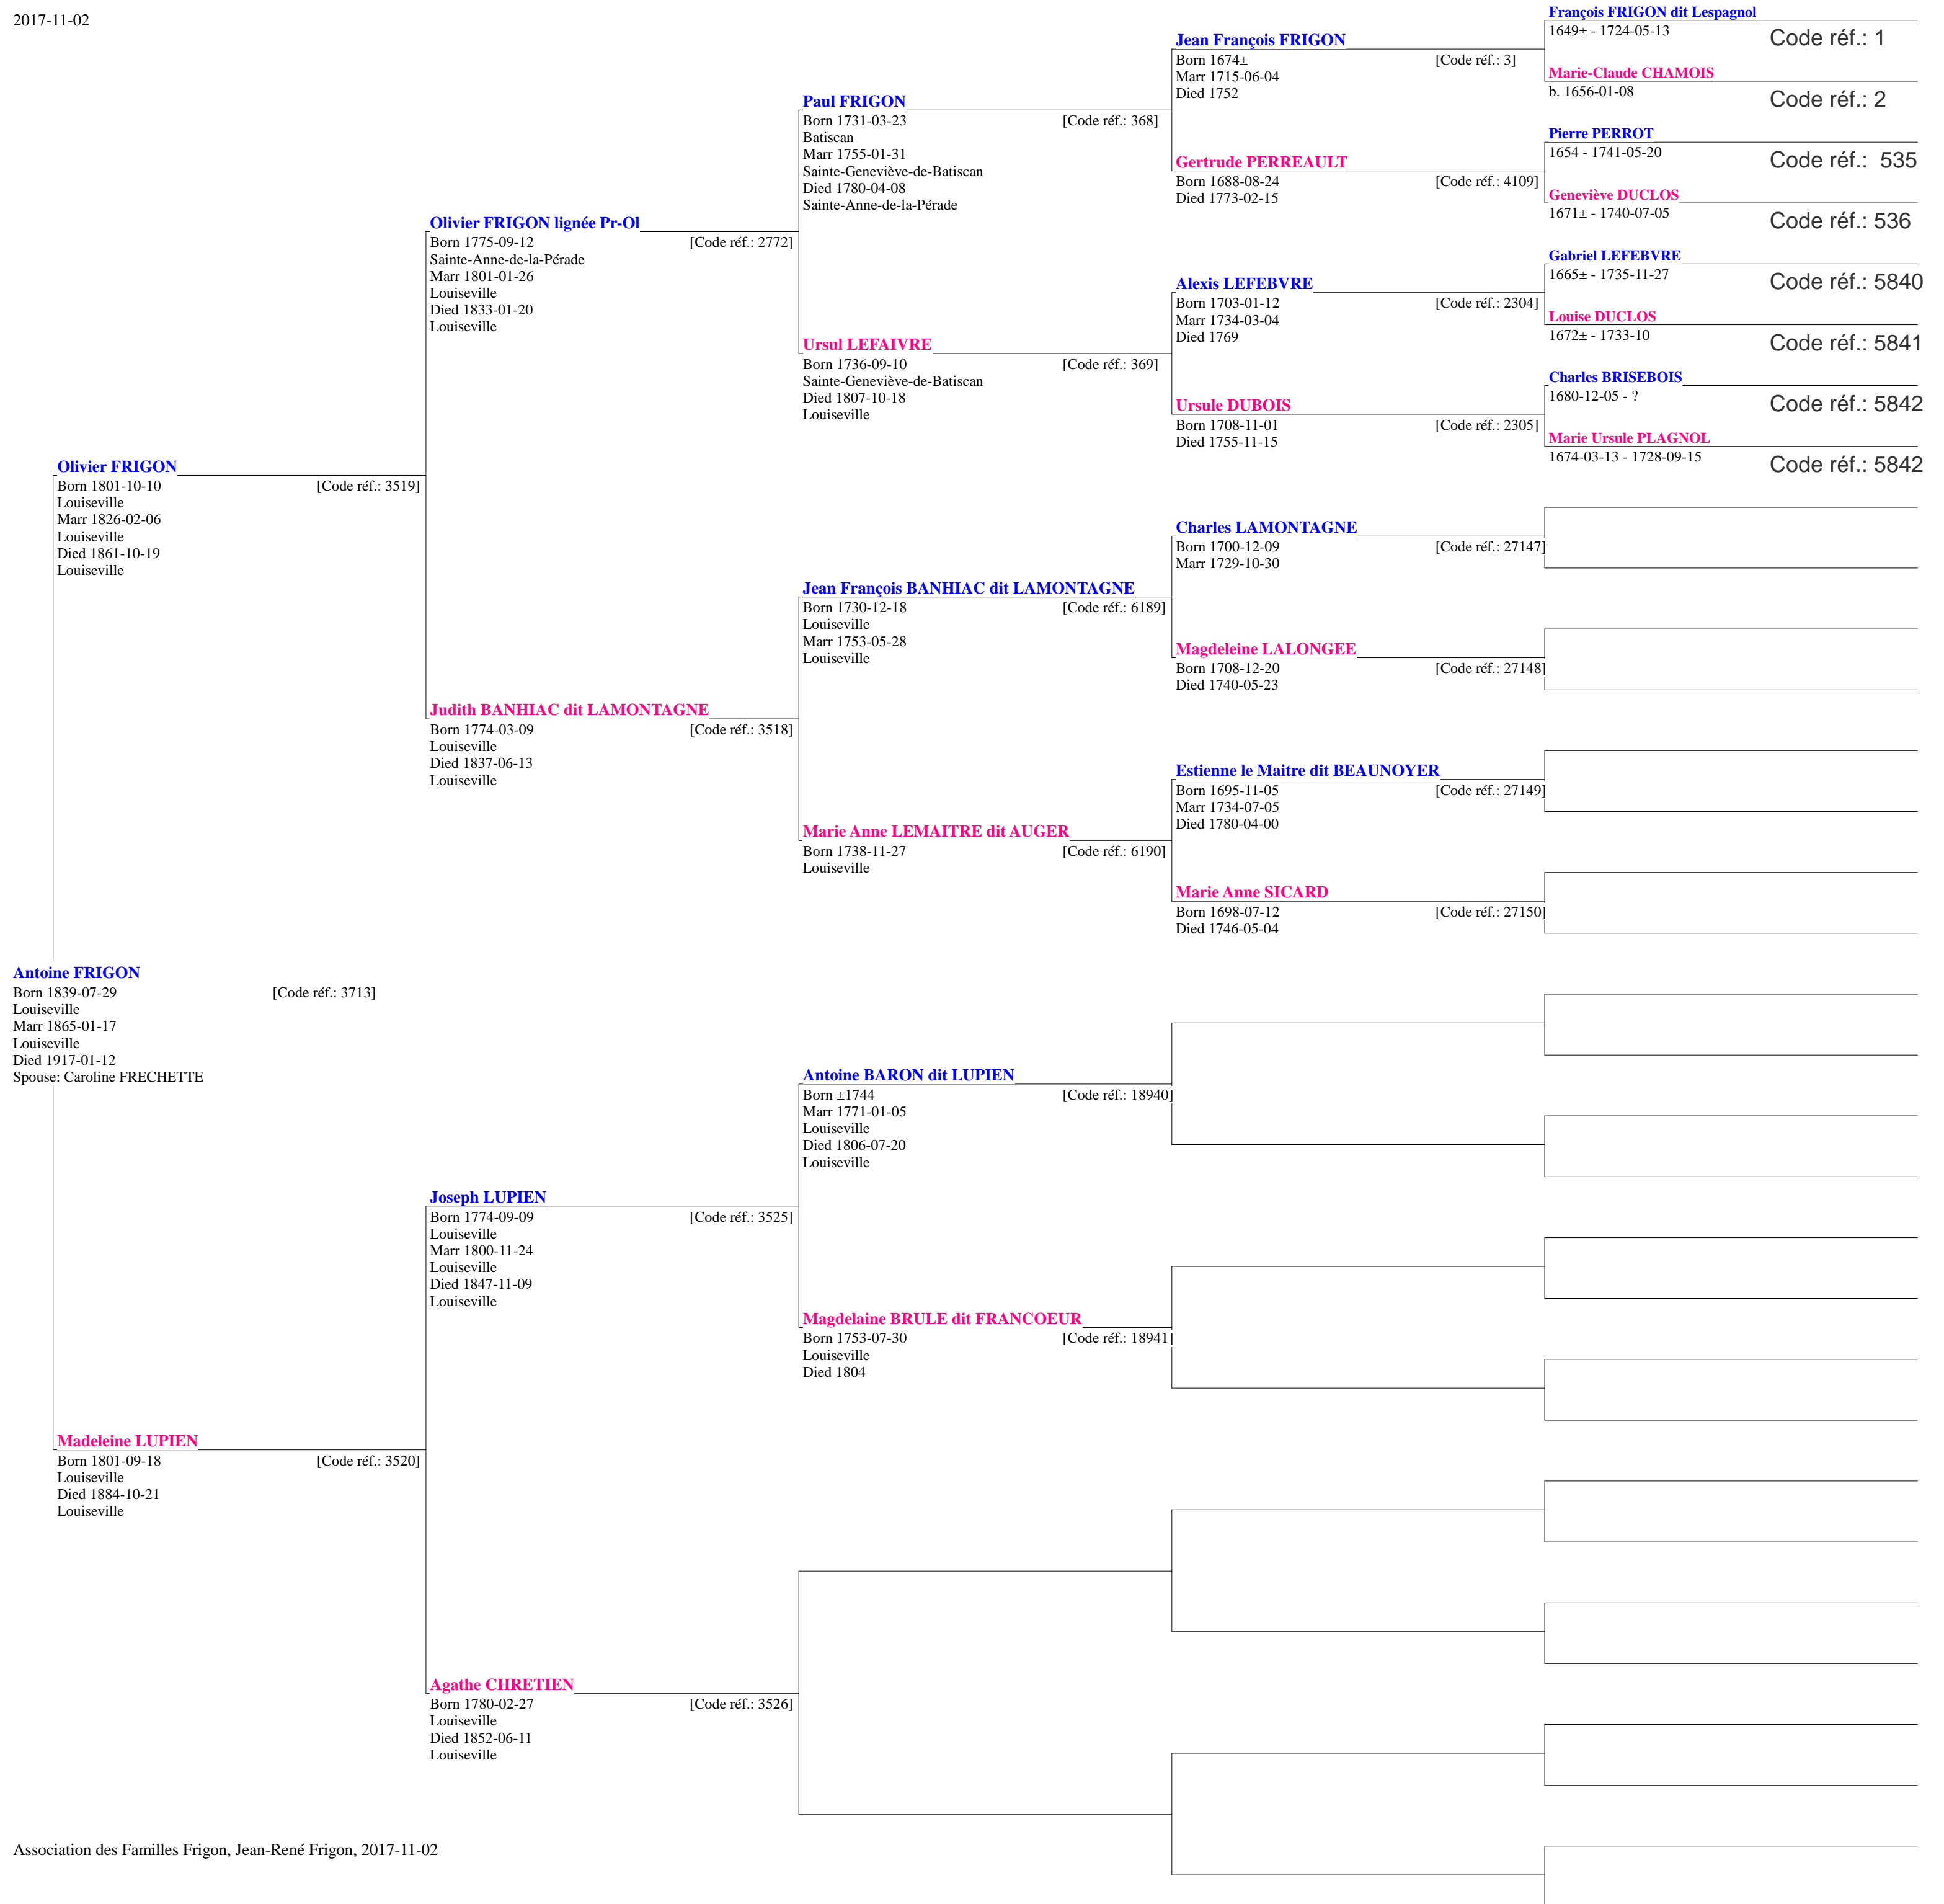 2017-11-02
François FRIGON dit Lespagnol
1649± - 1724-05-13
Code réf.: 1
Jean François FRIGON
Born 1674±
[Code réf.: 3]
Marr 1715-06-04
Died 1752
Marie-Claude CHAMOIS
b. 1656-01-08
Code réf.: 2
Paul FRIGON
Born 1731-03-23
[Code réf.: 368]
Batiscan
Marr 1755-01-31
Sainte-Geneviève-de-Batiscan
Died 1780-04-08
Sainte-Anne-de-la-Pérade
Pierre PERROT
1654 - 1741-05-20
Code réf.: 535
Gertrude PERREAULT
Born 1688-08-24
[Code réf.: 4109]
Died 1773-02-15
Geneviève DUCLOS
1671± - 1740-07-05
Code réf.: 536
Olivier FRIGON lignée Pr-Ol
Born 1775-09-12
[Code réf.: 2772]
Sainte-Anne-de-la-Pérade
Marr 1801-01-26
Louiseville
Died 1833-01-20
Louiseville
Gabriel LEFEBVRE
1665± - 1735-11-27
Code réf.: 5840
Alexis LEFEBVRE
Born 1703-01-12
[Code réf.: 2304]
Marr 1734-03-04
Died 1769
Louise DUCLOS
1672± - 1733-10
Code réf.: 5841
Ursul LEFAIVRE
Born 1736-09-10
[Code réf.: 369]
Sainte-Geneviève-de-Batiscan
Died 1807-10-18
Louiseville
Charles BRISEBOIS
1680-12-05 - ?
Code réf.: 5842
Ursule DUBOIS
Born 1708-11-01
[Code réf.: 2305]
Died 1755-11-15
Marie Ursule PLAGNOL
1674-03-13 - 1728-09-15
Code réf.: 5842
Olivier FRIGON
Born 1801-10-10
[Code réf.: 3519]
Louiseville
Marr 1826-02-06
Louiseville
Died 1861-10-19
Louiseville
Charles LAMONTAGNE
Born 1700-12-09
[Code réf.: 27147]
Marr 1729-10-30
Jean François BANHIAC dit LAMONTAGNE
Born 1730-12-18
[Code réf.: 6189]
Louiseville
Marr 1753-05-28
Louiseville
Magdeleine LALONGEE
Born 1708-12-20
[Code réf.: 27148]
Died 1740-05-23
Judith BANHIAC dit LAMONTAGNE
Born 1774-03-09
[Code réf.: 3518]
Louiseville
Died 1837-06-13
Louiseville
Estienne le Maitre dit BEAUNOYER
Born 1695-11-05
[Code réf.: 27149]
Marr 1734-07-05
Died 1780-04-00
Marie Anne LEMAITRE dit AUGER
Born 1738-11-27
[Code réf.: 6190]
Louiseville
Marie Anne SICARD
Born 1698-07-12
[Code réf.: 27150]
Died 1746-05-04
Antoine FRIGON
Born 1839-07-29
[Code réf.: 3713]
Louiseville
Marr 1865-01-17
Louiseville
Died 1917-01-12
Spouse: Caroline FRECHETTE
Antoine BARON dit LUPIEN
Born ±1744
[Code réf.: 18940]
Marr 1771-01-05
Louiseville
Died 1806-07-20
Louiseville
Joseph LUPIEN
Born 1774-09-09
[Code réf.: 3525]
Louiseville
Marr 1800-11-24
Louiseville
Died 1847-11-09
Louiseville
Magdelaine BRULE dit FRANCOEUR
Born 1753-07-30
[Code réf.: 18941]
Louiseville
Died 1804
Madeleine LUPIEN
Born 1801-09-18
[Code réf.: 3520]
Louiseville
Died 1884-10-21
Louiseville
Agathe CHRETIEN
Born 1780-02-27
[Code réf.: 3526]
Louiseville
Died 1852-06-11
Louiseville
Association des Familles Frigon, Jean-René Frigon, 2017-11-02